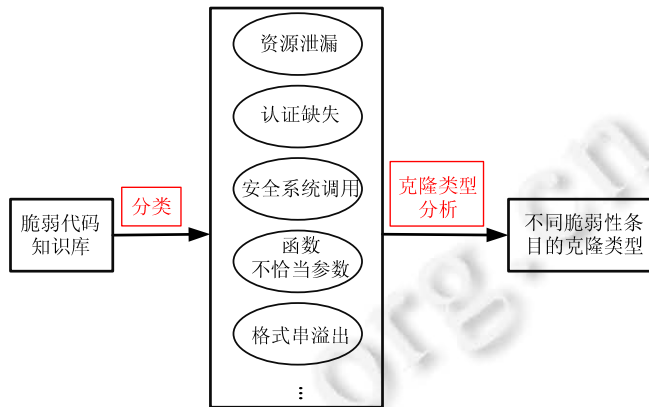 资源泄漏
认证缺失
安全系统调用
函数
不恰当参数
格式串溢出
...
脆弱代码
知识库
分类
克隆类型
分析
不同脆弱性条
目的克隆类型
org.cn